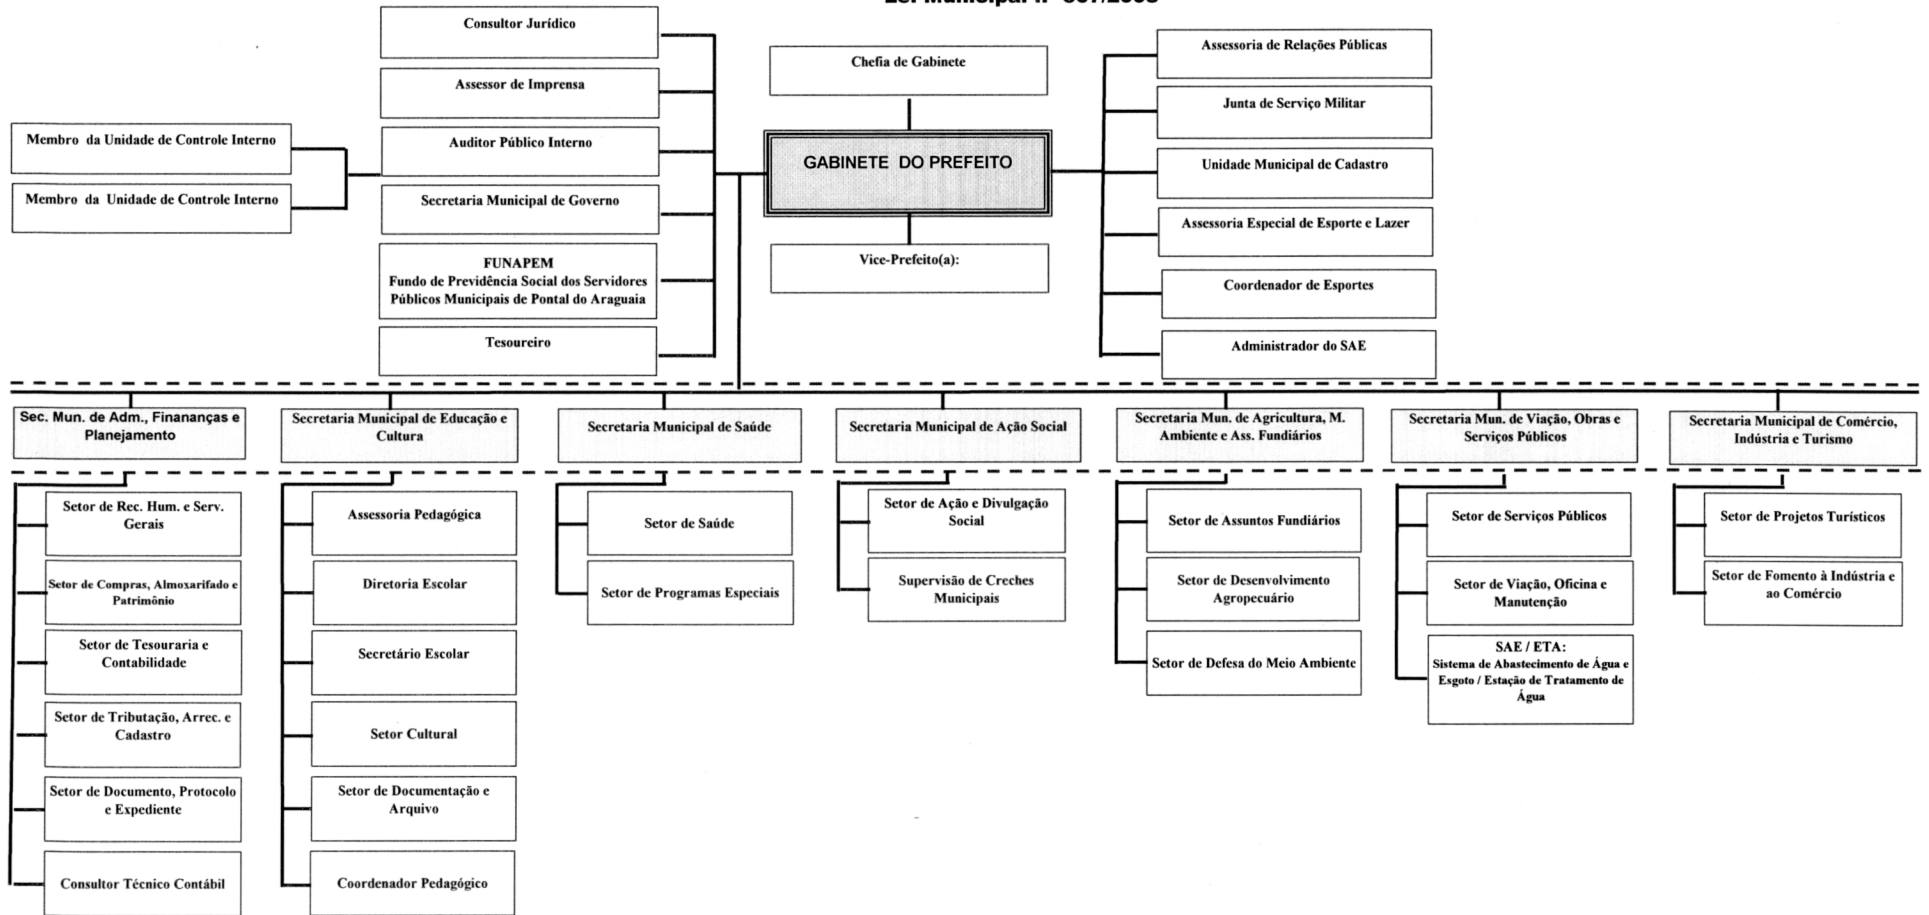 Consultor Jurídico
Assessor de Imprensa
Auditor Público Interno
Secretaria Municipal de Governo
FUNAPEM
Fundo de Previdência Social dos Servidores
Públicos Municipais de Pontal do Araguaia
Tesoureiro
Membro da Unidade de Controle Interno
Membro da Unidade de Controle Interno
Chefia de Gabinete
GABINETE DO PREFEITO
Vice-Prefeito(a):
Assessoria de Relações Públicas
Junta de Serviço Militar
Unidade Municipal de Cadastro
Assessoria Especial de Esporte e Lazer
Coordenador de Esportes
Administrador do SAE
Sec. Mun. de Adm., Finananças e
Planejamento
Setor de Rec. Hum. e Serv.
Gerais
Setor de Compras, Almoxarifado e
Patrimônio
Setor de Tesouraria e
Contabilidade
Setor de Tributação, Arrec. e
Cadastro
Setor de Documento, Protocolo
e Expediente
Consultor Técnico Contábil
Secretaria Municipal de Educação e
Cultura
Assessoria Pedagógica
Diretoria Escolar
Secretário Escolar
Setor Cultural
Setor de Documentação e
Arquivo
Coordenador Pedagógico
Secretaria Municipal de Saúde
Setor de Saúde
Setor de Programas Especiais
Secretaria Municipal de Ação Social
Setor de Ação e Divulgação
Social
Supervisão de Creches
Municipais
Secretaria Mun. de Agricultura, M.
Ambiente e Ass. Fundiários
Setor de Assuntos Fundiários
Setor de Desenvolvimento
Agropecuário
Setor de Defesa do Meio Ambiente
Secretaria Mun. de Viação, Obras e
Serviços Públicos
Setor de Serviços Públicos
Setor de Viação, Oficina e
Manutenção
SAE / ETA:
Sistema de Abastecimento de Água e
Esgoto / Estação de Tratamento de
Água
Secretaria Municipal de Comércio,
Indústria e Turismo
Setor de Projetos Turísticos
Setor de Fomento à Indústria e
ao Comércio